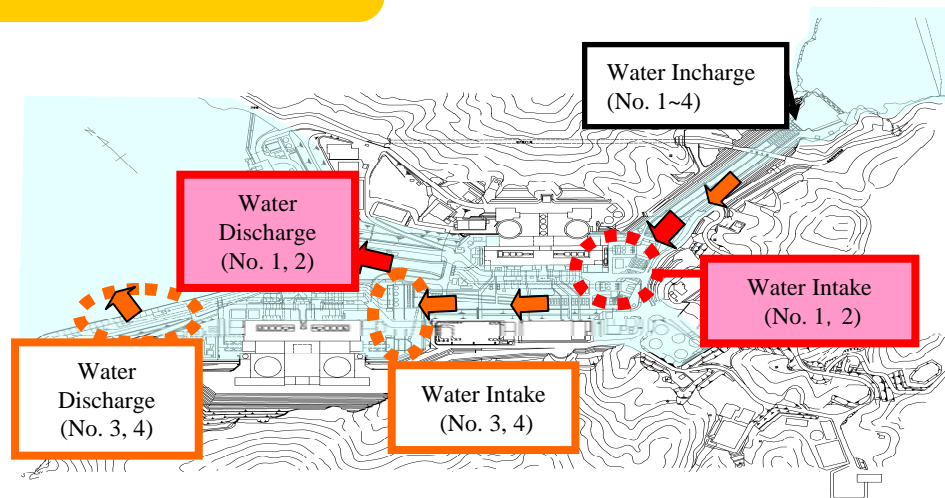 Water Incharge
(No. 1~4)
Water
Discharge
(No. 1, 2)
Water Intake
(No. 1, 2)
Water
Discharge
(No. 3, 4)
Water Intake
(No. 3, 4)